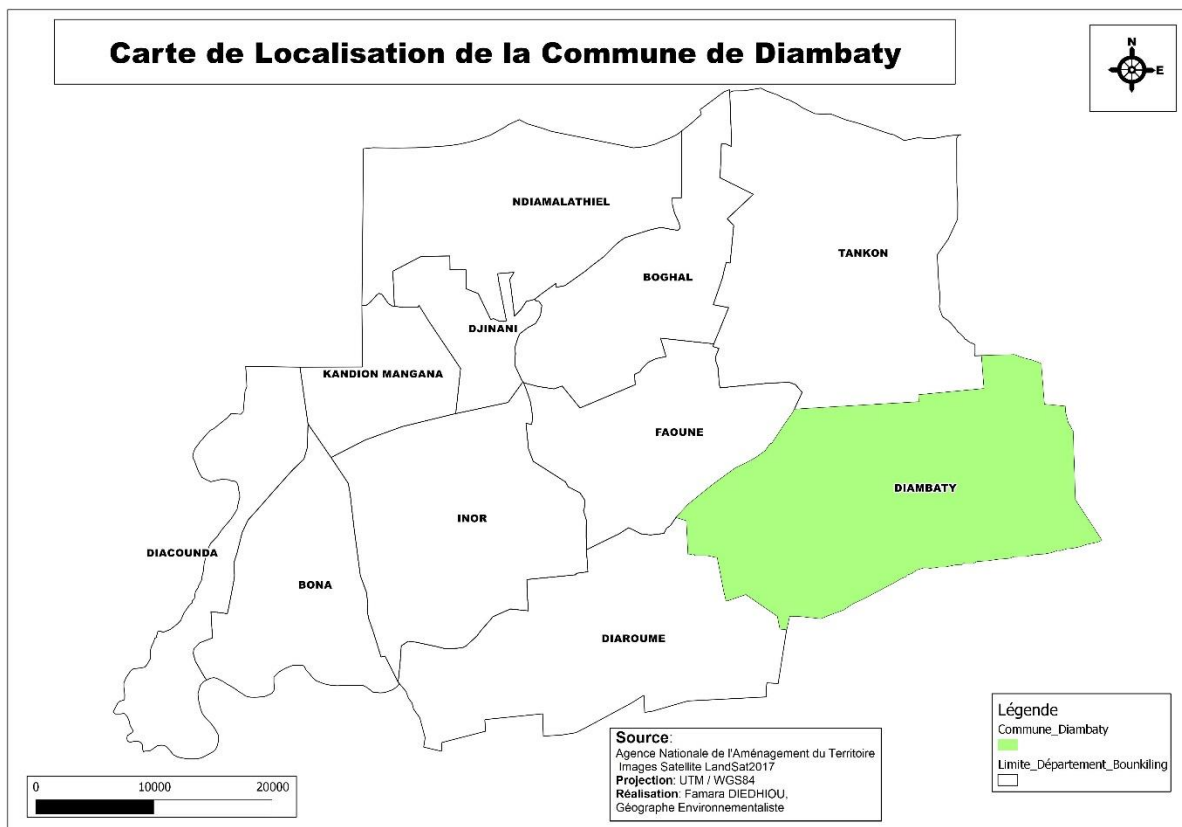 Carte de Localisation de la Commune de Diambaty
N
E
NDIAMALATHIEL
TANKON
BOGHAL
DJINANI
KANDION MANGANA
FAOUNE
DIAMBATY
INOR
DIACOUNDA
BONA
DIAROUME
Source:
Agence Nationale de l'Aménagement du Territoire
Images Satellite LandSat2017
Projection: UTM / WGS84
Réalisation: Famara DIEDHIOU,
Géographe Environnementaliste
Légende
Commune_Diambaty
Limite_Département_Bounkiling
0 10000 20000